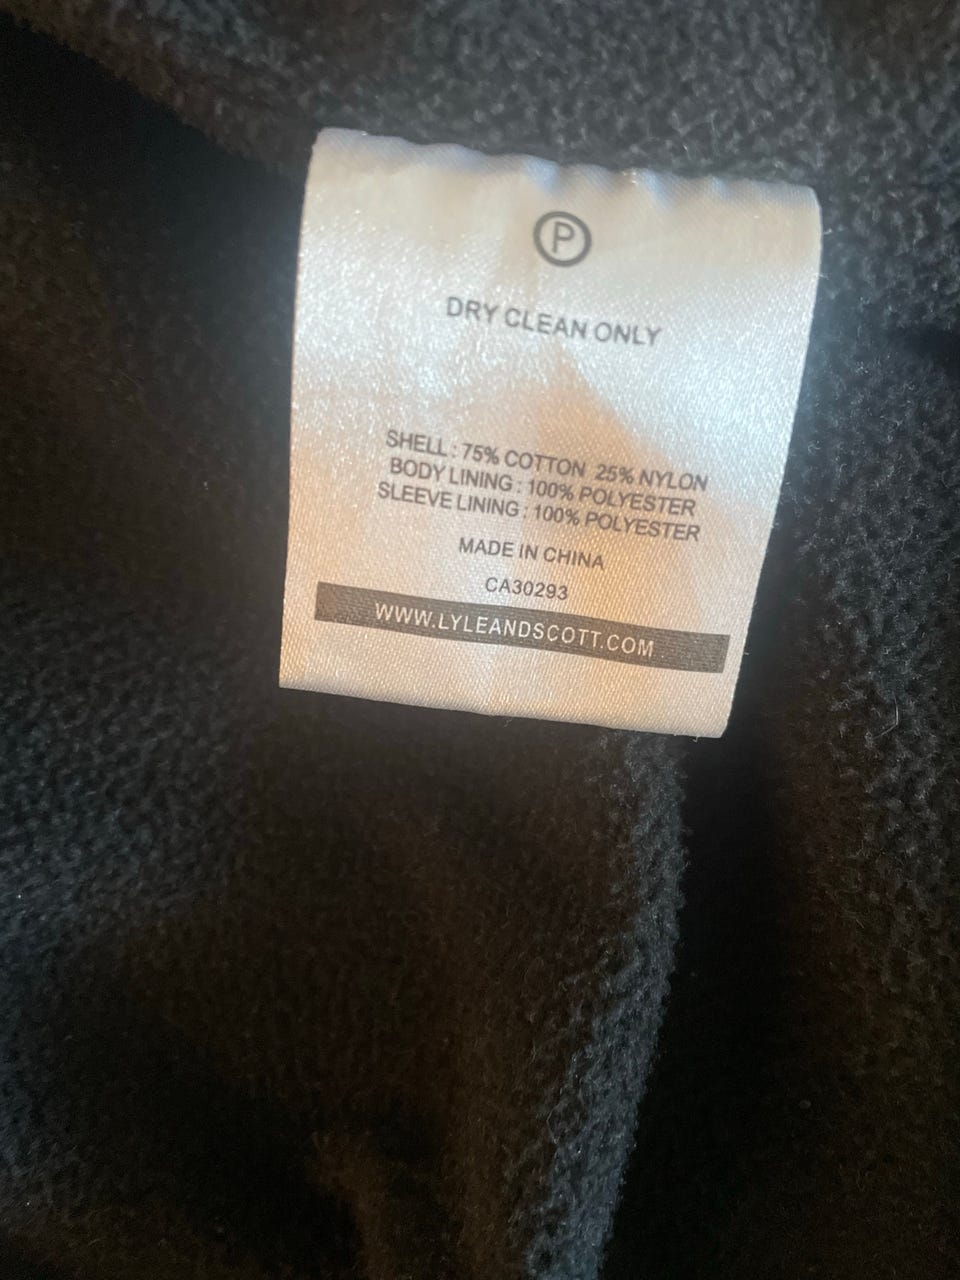 P
DRY CLEAN ONLY
SHELL : 75% COTTON 25% NYLON
BODY LINING : 100% POLYESTER
SLEEVE LINING : 100% POLYESTER
MADE IN CHINA
CA30293
WWW.LYLEANDSCOTT.COM